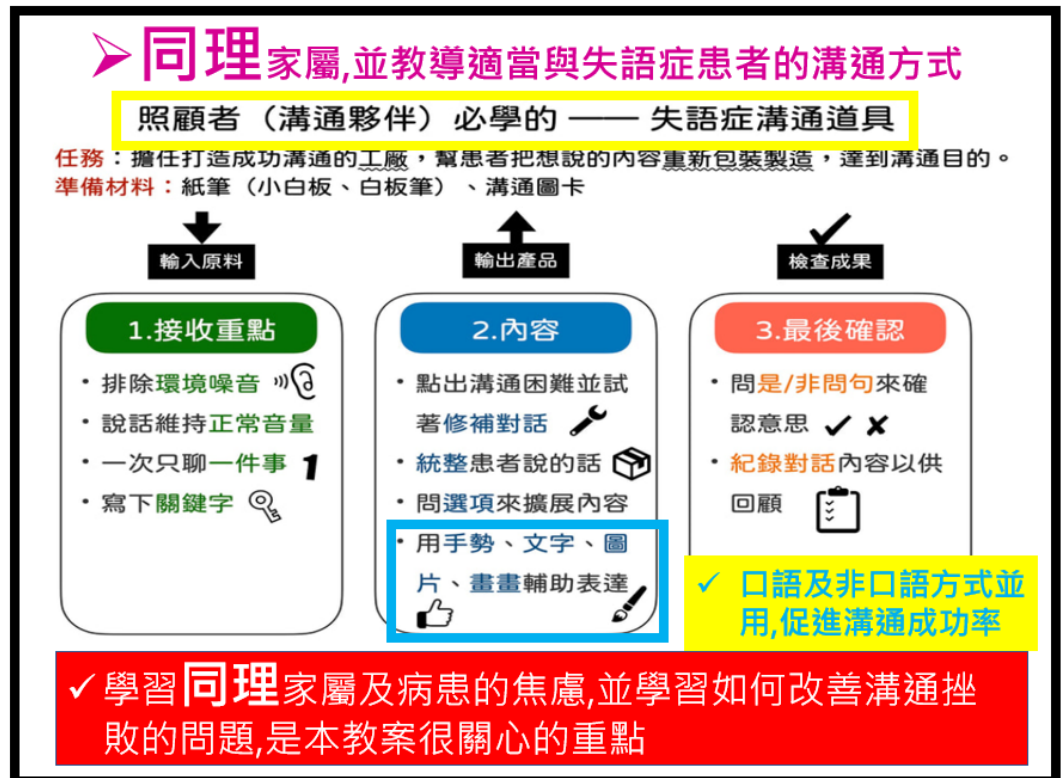 ➢同理家屬,並教導適當與失語症患者的溝通方式
照顧者（溝通夥伴）必學的 —— 失語症溝通道具
任務：擔任打造成功溝通的工廠，幫患者把想說的內容重新包裝製造，達到溝通目的。
準備材料：紙筆（小白板、白板筆）、溝通圖卡
輸入原料
1.接收重點
・排除環境噪音
・說話維持正常音量
・一次只聊一件事 1
・寫下關鍵字
輸出產品
2.內容
・點出溝通困難並試
著修補對話
・統整患者說的話
・問選項來擴展內容
・用手勢、文字、圖
片、畫畫輔助表達
檢查成果
3.最後確認
・問是/非問句來確
認意思 ✓ ✗
・紀錄對話內容以供
回顧
✓ 口語及非口語方式並
用,促進溝通成功率
✓ 學習同理家屬及病患的焦慮,並學習如何改善溝通挫
敗的問題,是本教案很關心的重點